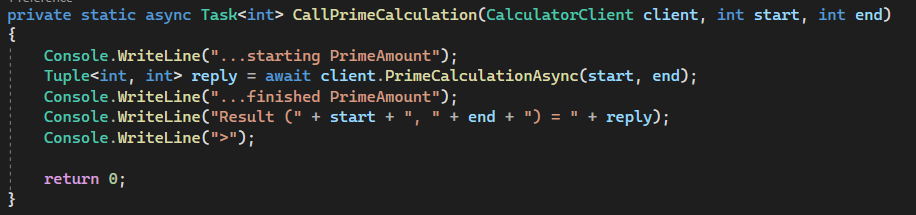 private static async Task<int> CallPrimeCalculation(CalculatorClient client, int start, int end)
{
    Console.WriteLine("...starting PrimeAmount");
    Tuple<int, int> reply = await client.PrimeCalculationAsync(start, end);
    Console.WriteLine("...finished PrimeAmount");
    Console.WriteLine("Result (" + start + ", " + end + ") = " + reply);
    Console.WriteLine(">");

    return 0;
}